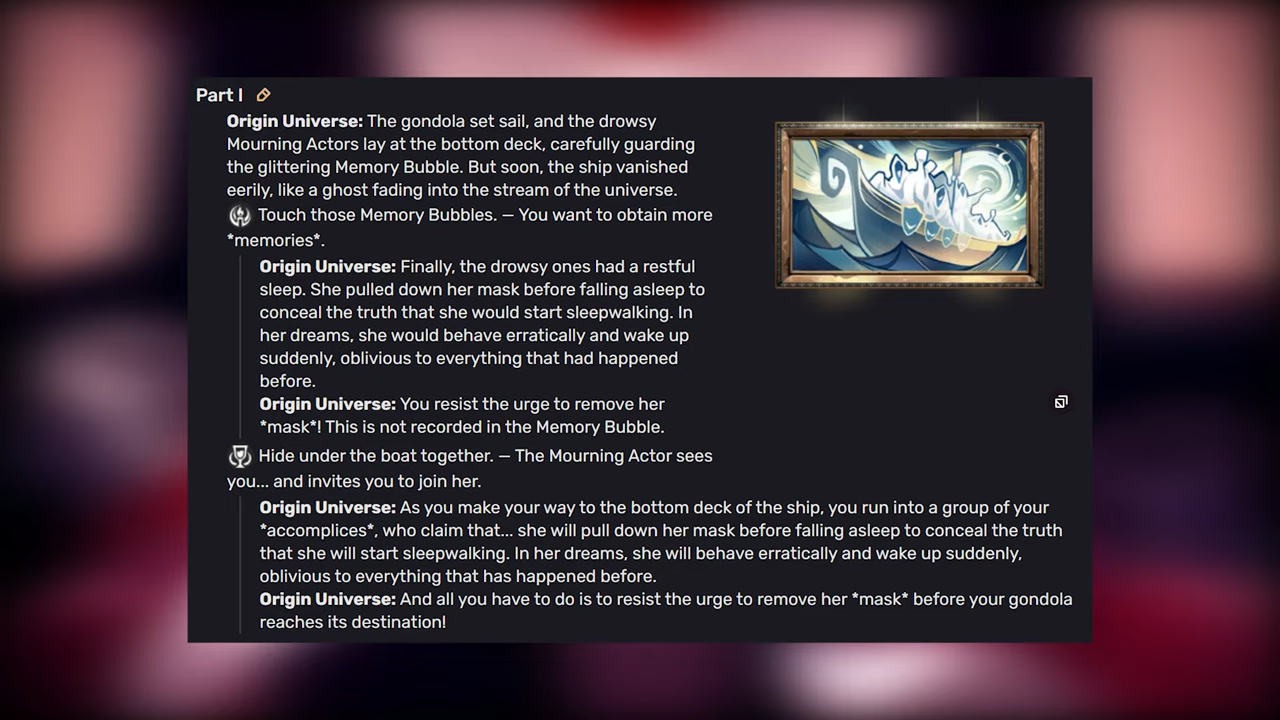 Part I
Origin Universe: The gondola set sail, and the drowsy
Mourning Actors lay at the bottom deck, carefully guarding
the glittering Memory Bubble. But soon, the ship vanished
eerily, like a ghost fading into the stream of the universe.
Touch those Memory Bubbles. — You want to obtain more
*memories*.
Origin Universe: Finally, the drowsy ones had a restful
sleep. She pulled down her mask before falling asleep to
conceal the truth that she would start sleepwalking. In
her dreams, she would behave erratically and wake up
suddenly, oblivious to everything that had happened
before.
Origin Universe: You resist the urge to remove her
*mask*! This is not recorded in the Memory Bubble.
Hide under the boat together. — The Mourning Actor sees
you... and invites you to join her.
Origin Universe: As you make your way to the bottom deck of the ship, you run into a group of your
*accomplices*, who claim that... she will pull down her mask before falling asleep to conceal the truth
that she will start sleepwalking. In her dreams, she will behave erratically and wake up suddenly,
oblivious to everything that has happened before.
Origin Universe: And all you have to do is to resist the urge to remove her *mask* before your gondola
reaches its destination!